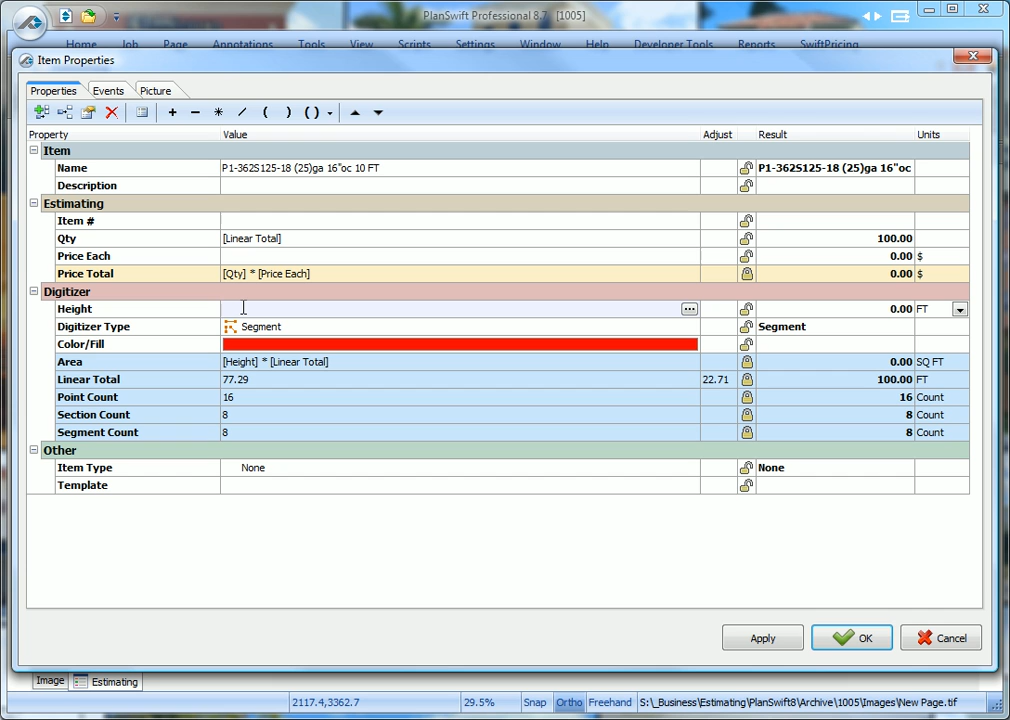 PlanSwift Professional 8.7 [1005]
Home Job Page Annotations Tools View Scripts Settings Window Help Developer Tools Reports SwiftPricing
Item Properties
Properties Events Picture
+ − * / ( ) ( )
Property Value Adjust Result Units
Item
Name P1-362S125-18 (25)ga 16"oc 10 FT P1-362S125-18 (25)ga 16"oc
Description
Estimating
Item #
Qty [Linear Total] 100.00
Price Each 0.00 $
Price Total [Qty] * [Price Each] 0.00 $
Digitizer
Height ... 0.00 FT
Digitizer Type Segment Segment
Color/Fill
Area [Height] * [Linear Total] 0.00 SQ FT
Linear Total 77.29 22.71 100.00 FT
Point Count 16 16 Count
Section Count 8 8 Count
Segment Count 8 8 Count
Other
Item Type None None
Template
Apply OK Cancel
Image Estimating
2117.4,3362.7 29.5% Snap Ortho Freehand S:\_Business\Estimating\PlanSwift8\Archive\1005\Images\New Page.tif